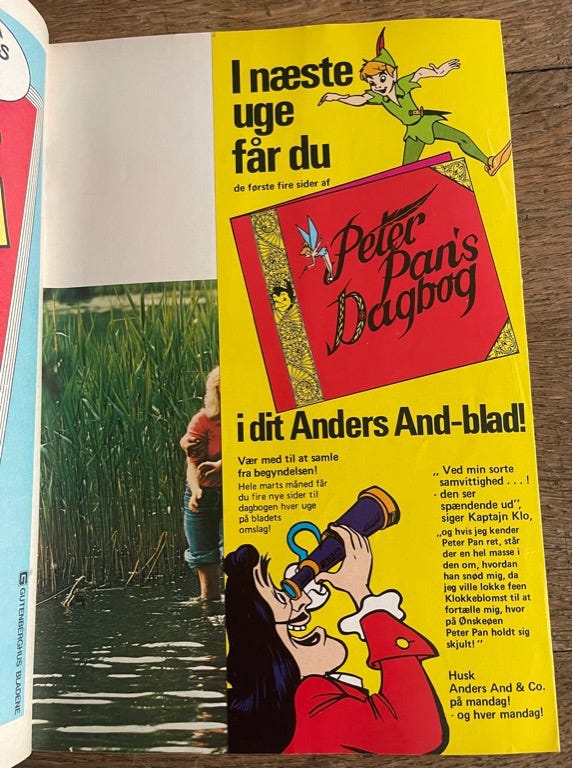 I næste
uge
får du
de første fire sider af
Peter
Pan's
Dagbog
i dit Anders And-blad!
Vær med til at samle
fra begyndelsen!
Hele marts måned får
du fire nye sider til
dagbogen hver uge
på bladets
omslag!
„Ved min sorte
samvittighed . . . !
- den ser
spændende ud”,
siger Kaptajn Klo,
„og hvis jeg kender
Peter Pan ret, står
der en hel masse i
den om, hvordan
han snød mig, da
jeg ville lokke feen
Klokkeblomst til at
fortælle mig, hvor
på Ønskeøen
Peter Pan holdt sig
skjult!”
Husk
Anders And & Co.
på mandag!
- og hver mandag!
G GUTENBERGHUS BLADENE